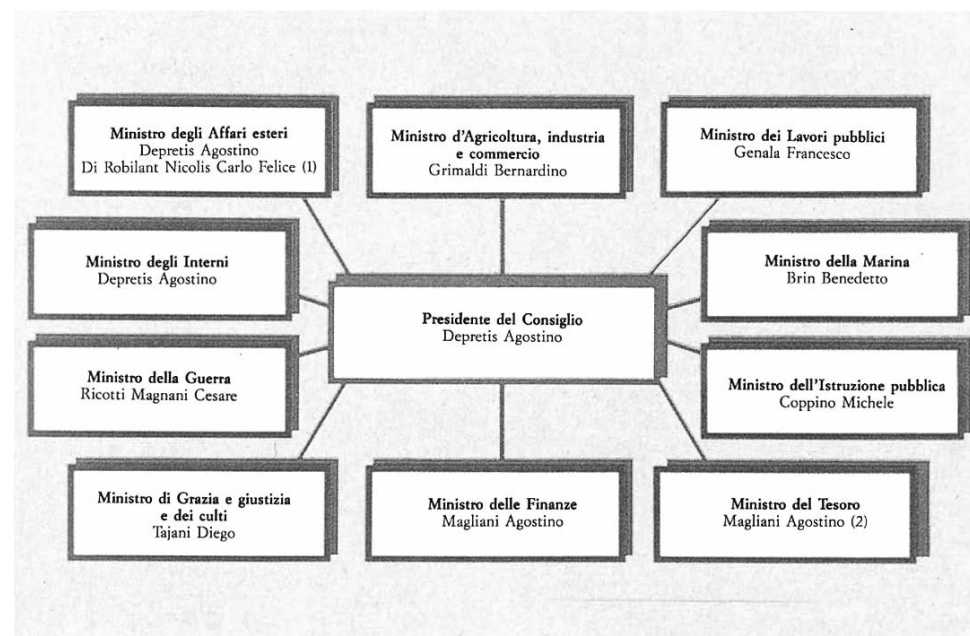 Ministro degli Affari esteri
Depretis Agostino
Di Robilant Nicolis Carlo Felice (1)
Ministro d'Agricoltura, industria
e commercio
Grimaldi Bernardino
Ministro dei Lavori pubblici
Genala Francesco
Ministro degli Interni
Depretis Agostino
Ministro della Marina
Brin Benedetto
Presidente del Consiglio
Depretis Agostino
Ministro della Guerra
Ricotti Magnani Cesare
Ministro dell'Istruzione pubblica
Coppino Michele
Ministro di Grazia e giustizia
e dei culti
Tajani Diego
Ministro delle Finanze
Magliani Agostino
Ministro del Tesoro
Magliani Agostino (2)